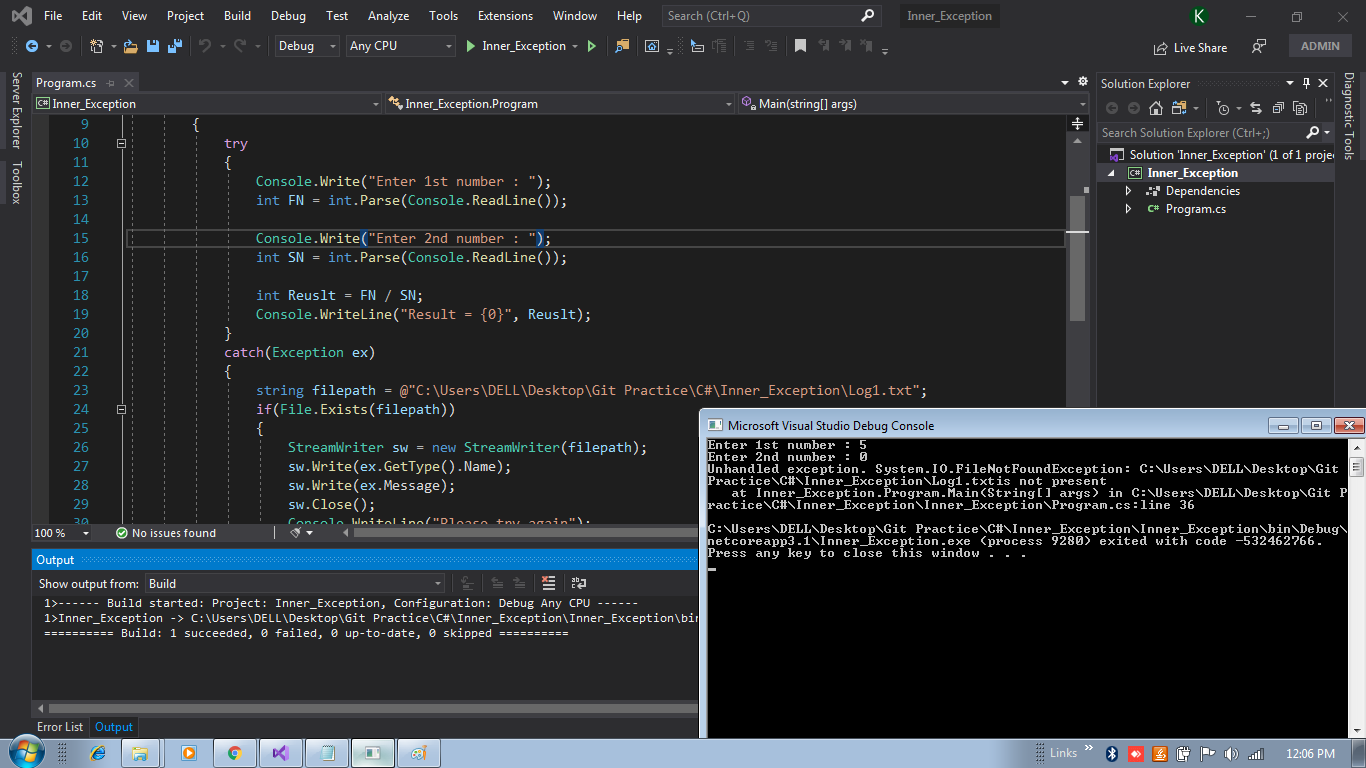 File Edit View Project Build Debug Test Analyze Tools Extensions Window Help Search (Ctrl+Q) Inner_Exception K
Debug Any CPU Inner_Exception Live Share ADMIN
Server Explorer
Toolbox
Program.cs
C# Inner_Exception Inner_Exception.Program Main(string[] args)
9 {
10 try
11 {
12 Console.Write("Enter 1st number : ");
13 int FN = int.Parse(Console.ReadLine());
14
15 Console.Write("Enter 2nd number : ");
16 int SN = int.Parse(Console.ReadLine());
17
18 int Reuslt = FN / SN;
19 Console.WriteLine("Result = {0}", Reuslt);
20 }
21 catch(Exception ex)
22 {
23 string filepath = @"C:\Users\DELL\Desktop\Git Practice\C#\Inner_Exception\Log1.txt";
24 if(File.Exists(filepath))
25 {
26 StreamWriter sw = new StreamWriter(filepath);
27 sw.Write(ex.GetType().Name);
28 sw.Write(ex.Message);
29 sw.Close();
30 Console.WriteLine("Please try again");
100 % No issues found
Solution Explorer
Search Solution Explorer (Ctrl+;)
Solution 'Inner_Exception' (1 of 1 proje
C# Inner_Exception
Dependencies
C# Program.cs
Diagnostic Tools
Output
Show output from: Build
1>------ Build started: Project: Inner_Exception, Configuration: Debug Any CPU ------
1>Inner_Exception -> C:\Users\DELL\Desktop\Git Practice\C#\Inner_Exception\Inner_Exception\bin
========== Build: 1 succeeded, 0 failed, 0 up-to-date, 0 skipped ==========
Error List Output
Microsoft Visual Studio Debug Console
Enter 1st number : 5
Enter 2nd number : 0
Unhandled exception. System.IO.FileNotFoundException: C:\Users\DELL\Desktop\Git
Practice\C#\Inner_Exception\Log1.txtis not present
at Inner_Exception.Program.Main(String[] args) in C:\Users\DELL\Desktop\Git P
ractice\C#\Inner_Exception\Inner_Exception\Program.cs:line 36
C:\Users\DELL\Desktop\Git Practice\C#\Inner_Exception\Inner_Exception\bin\Debug\
netcoreapp3.1\Inner_Exception.exe (process 9280) exited with code -532462766.
Press any key to close this window . . .
Links 12:06 PM